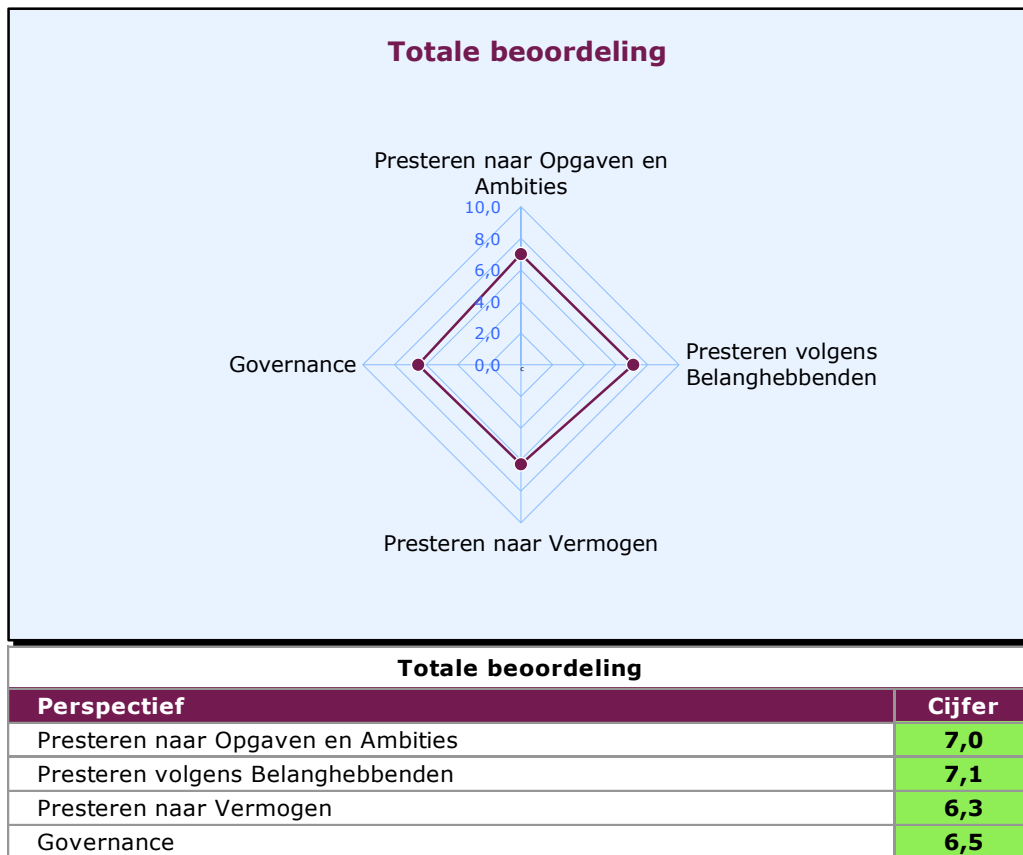 Totale beoordeling
Presteren naar Opgaven en
Ambities
10,0
8,0
6,0
4,0
2,0
0,0
Governance
Presteren volgens
Belanghebbenden
Presteren naar Vermogen
Totale beoordeling
Perspectief Cijfer
Presteren naar Opgaven en Ambities 7,0
Presteren volgens Belanghebbenden 7,1
Presteren naar Vermogen 6,3
Governance 6,5